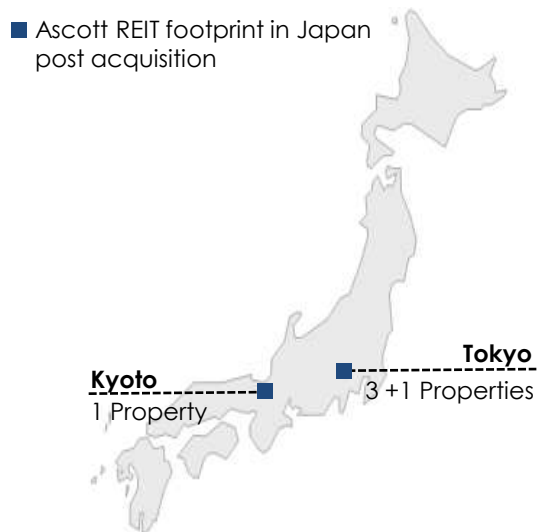 Ascott REIT footprint in Japan
post acquisition
Tokyo
3 +1 Properties
Kyoto
1 Property